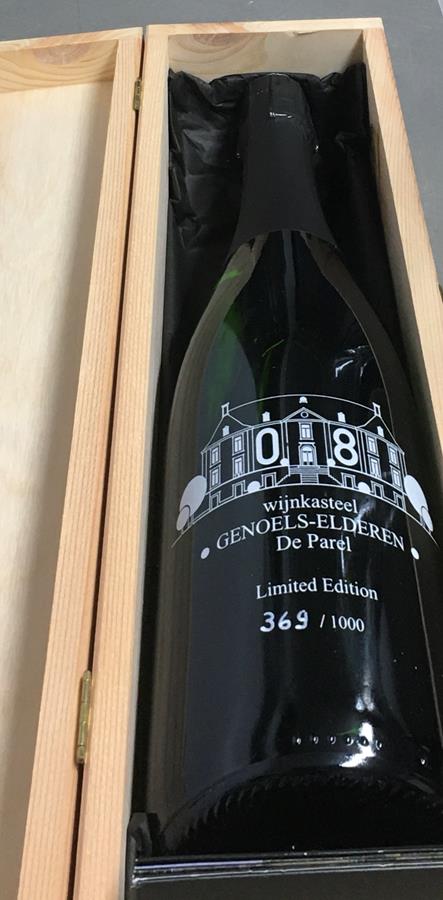 0.8
wijnkasteel
• GENOELS-ELDEREN •
De Parel
Limited Edition
369 / 1000